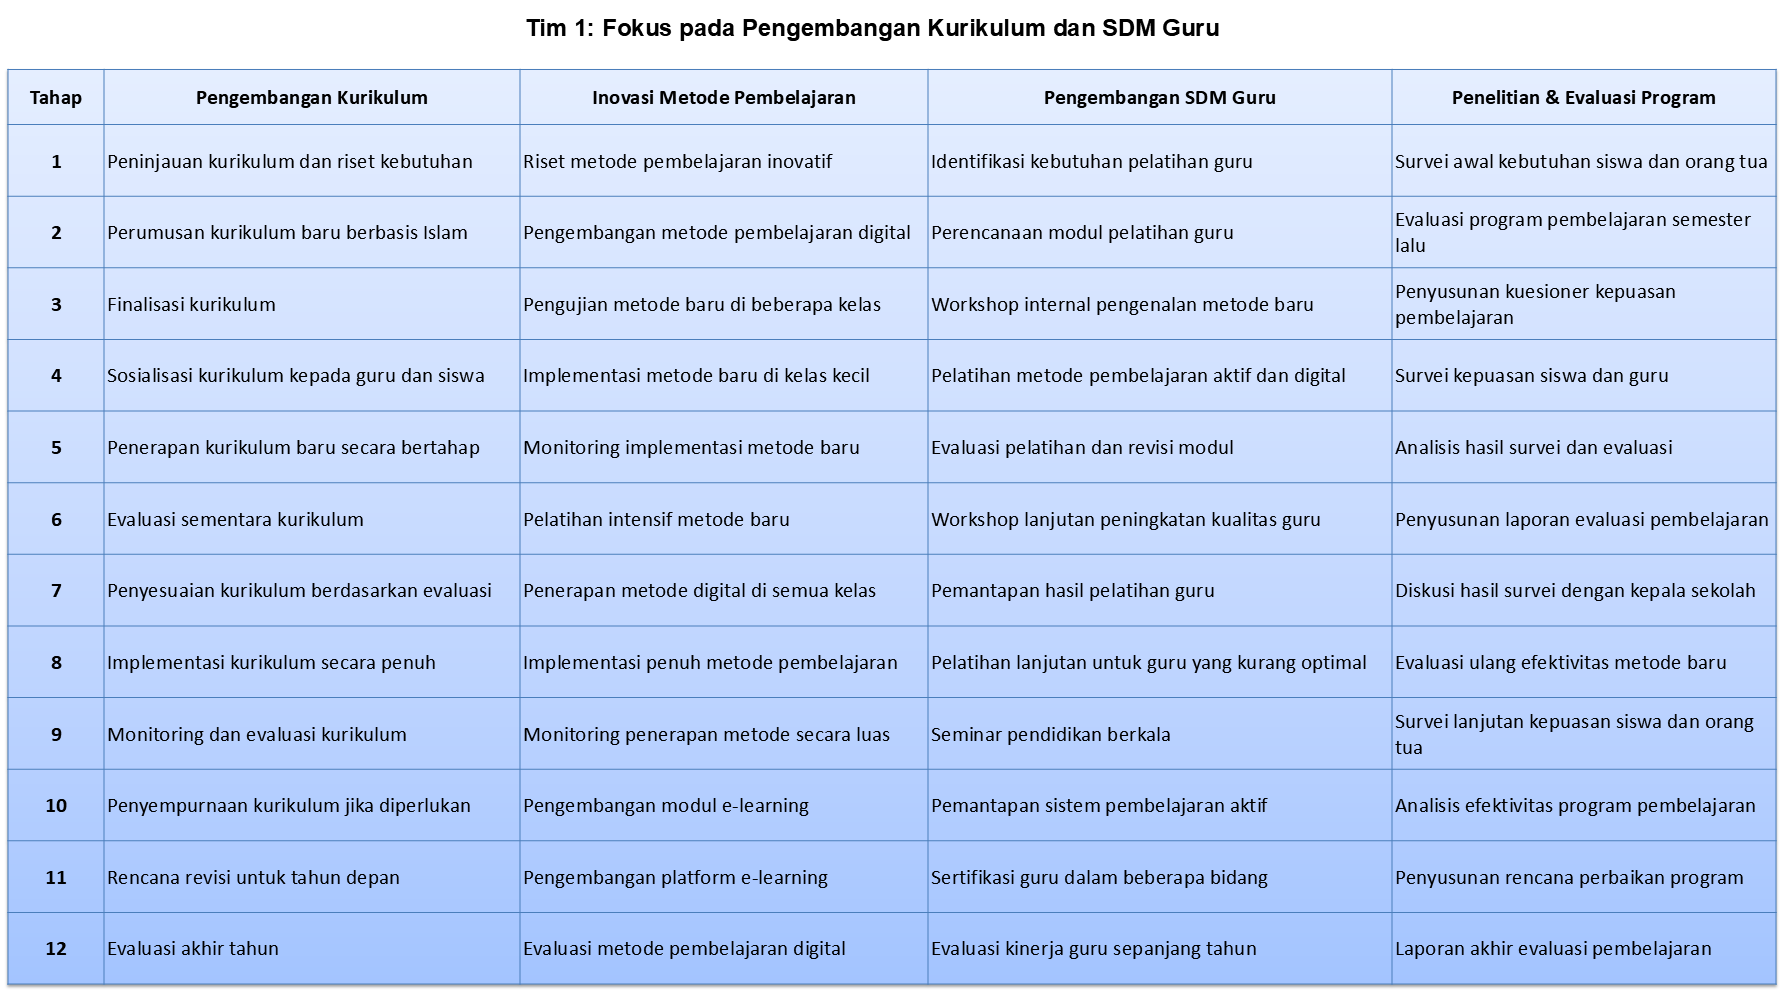 Tim 1: Fokus pada Pengembangan Kurikulum dan SDM Guru
Tahap Pengembangan Kurikulum Inovasi Metode Pembelajaran Pengembangan SDM Guru Penelitian & Evaluasi Program
1 Peninjauan kurikulum dan riset kebutuhan Riset metode pembelajaran inovatif Identifikasi kebutuhan pelatihan guru Survei awal kebutuhan siswa dan orang tua
2 Perumusan kurikulum baru berbasis Islam Pengembangan metode pembelajaran digital Perencanaan modul pelatihan guru Evaluasi program pembelajaran semester
lalu
3 Finalisasi kurikulum Pengujian metode baru di beberapa kelas Workshop internal pengenalan metode baru Penyusunan kuesioner kepuasan
pembelajaran
4 Sosialisasi kurikulum kepada guru dan siswa Implementasi metode baru di kelas kecil Pelatihan metode pembelajaran aktif dan digital Survei kepuasan siswa dan guru
5 Penerapan kurikulum baru secara bertahap Monitoring implementasi metode baru Evaluasi pelatihan dan revisi modul Analisis hasil survei dan evaluasi
6 Evaluasi sementara kurikulum Pelatihan intensif metode baru Workshop lanjutan peningkatan kualitas guru Penyusunan laporan evaluasi pembelajaran
7 Penyesuaian kurikulum berdasarkan evaluasi Penerapan metode digital di semua kelas Pemantapan hasil pelatihan guru Diskusi hasil survei dengan kepala sekolah
8 Implementasi kurikulum secara penuh Implementasi penuh metode pembelajaran Pelatihan lanjutan untuk guru yang kurang optimal Evaluasi ulang efektivitas metode baru
9 Monitoring dan evaluasi kurikulum Monitoring penerapan metode secara luas Seminar pendidikan berkala Survei lanjutan kepuasan siswa dan orang
tua
10 Penyempurnaan kurikulum jika diperlukan Pengembangan modul e-learning Pemantapan sistem pembelajaran aktif Analisis efektivitas program pembelajaran
11 Rencana revisi untuk tahun depan Pengembangan platform e-learning Sertifikasi guru dalam beberapa bidang Penyusunan rencana perbaikan program
12 Evaluasi akhir tahun Evaluasi metode pembelajaran digital Evaluasi kinerja guru sepanjang tahun Laporan akhir evaluasi pembelajaran